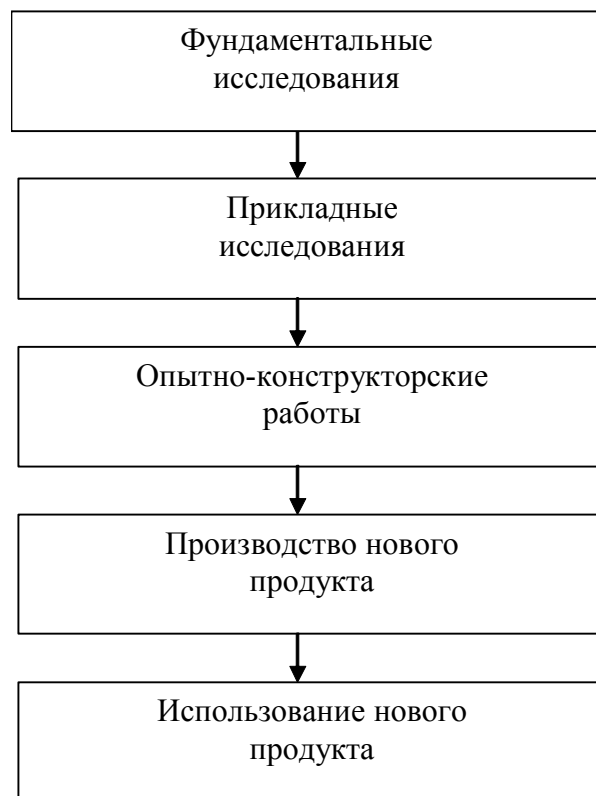 Фундаментальные
исследования
Прикладные
исследования
Опытно-конструкторские
работы
Производство нового
продукта
Использование нового
продукта